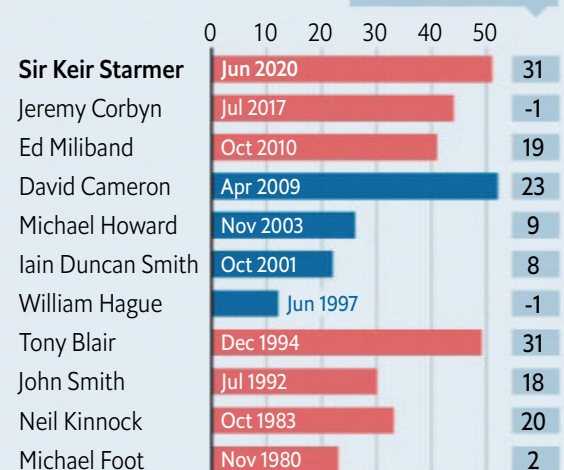 0 10 20 30 40 50
Sir Keir Starmer Jun 2020 31
Jeremy Corbyn Jul 2017 -1
Ed Miliband Oct 2010 19
David Cameron Apr 2009 23
Michael Howard Nov 2003 9
Iain Duncan Smith Oct 2001 8
William Hague Jun 1997 -1
Tony Blair Dec 1994 31
John Smith Jul 1992 18
Neil Kinnock Oct 1983 20
Michael Foot Nov 1980 2